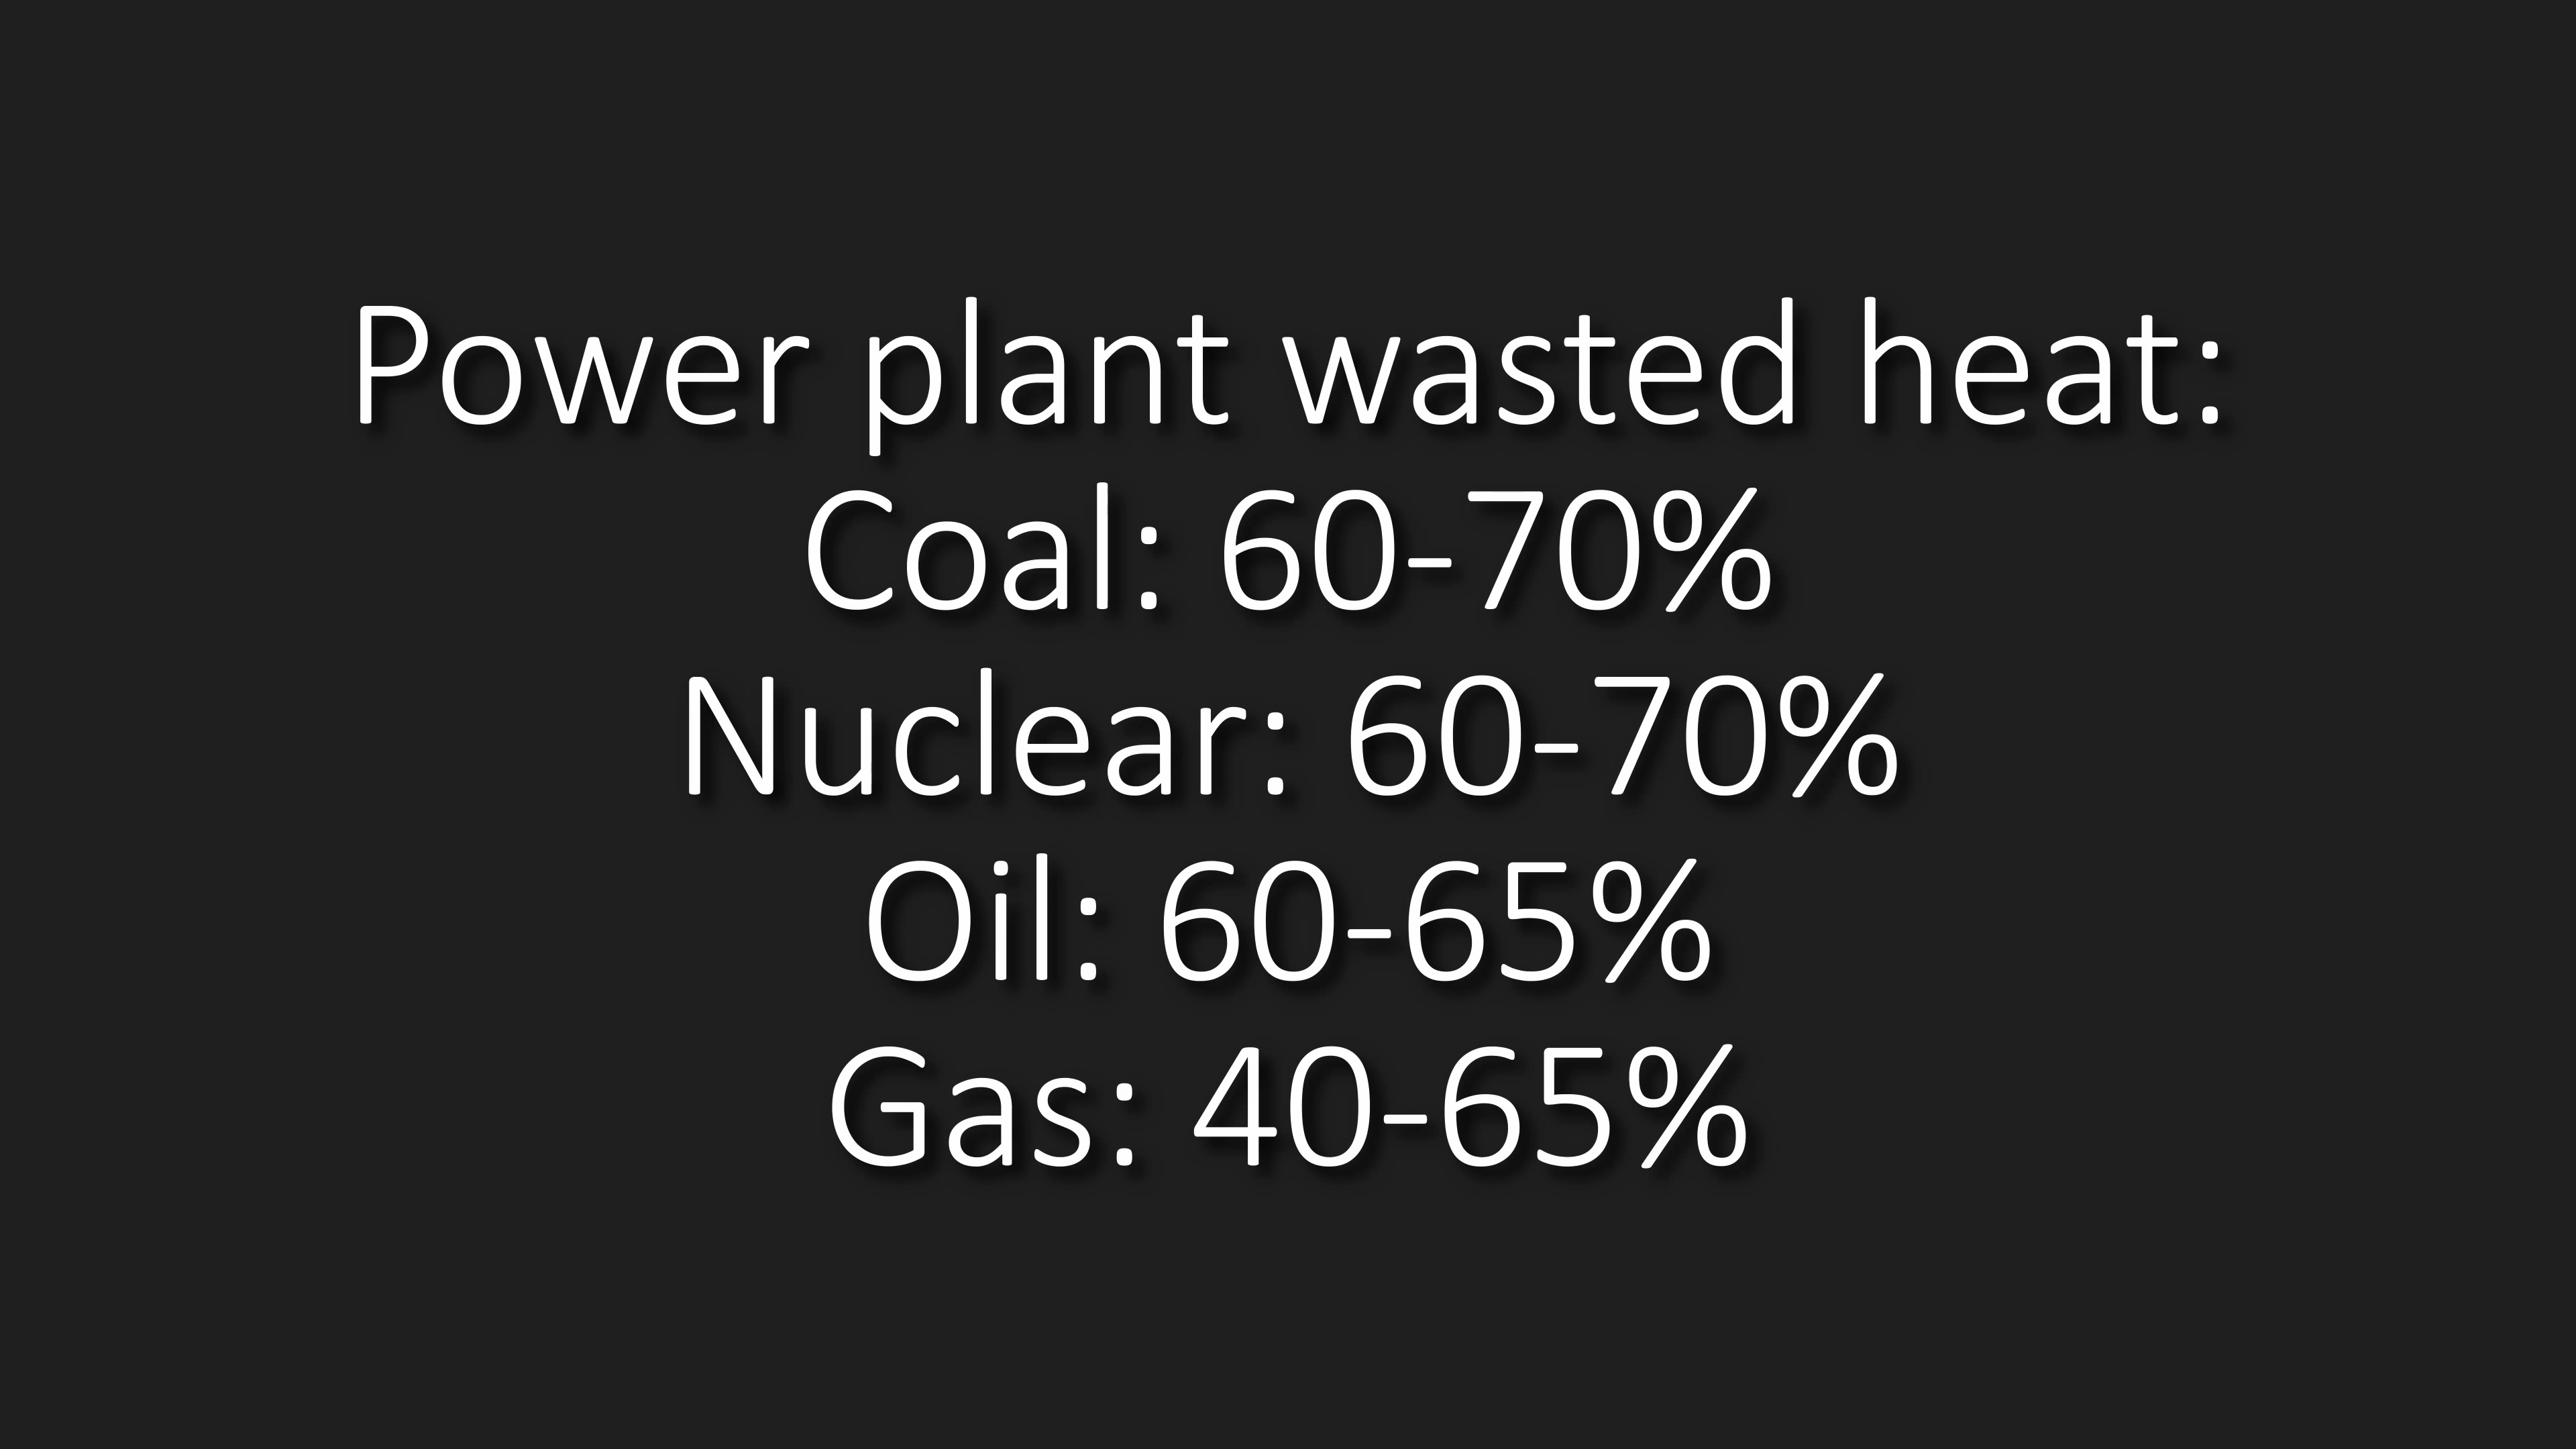 Power plant wasted heat:
Coal: 60-70%
Nuclear: 60-70%
Oil: 60-65%
Gas: 40-65%